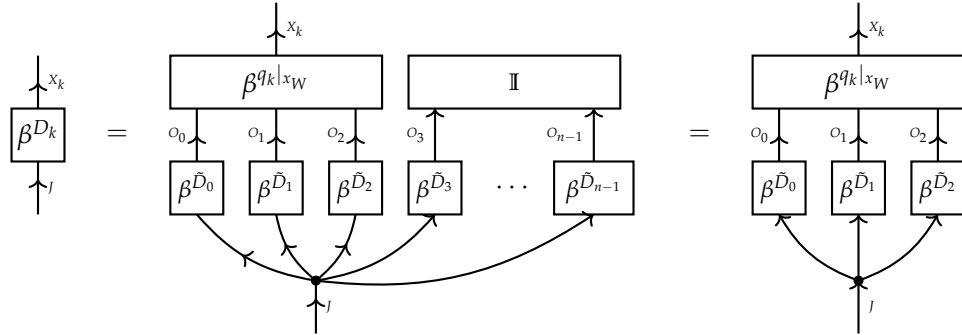 X_k X_k X_k
β^{q_k|x_W} 𝕀 β^{q_k|x_W}
β^{D_k} = O_0 O_1 O_2 O_3 O_{n−1} = O_0 O_1 O_2
β^{D̃_0} β^{D̃_1} β^{D̃_2} β^{D̃_3} ⋯ β^{D̃_{n−1}} β^{D̃_0} β^{D̃_1} β^{D̃_2}
J J J